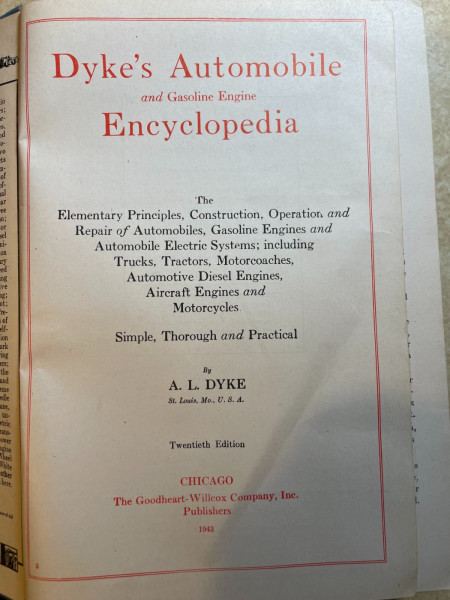 Dyke's Automobile
and Gasoline Engine
Encyclopedia
The
Elementary Principles, Construction, Operation and
Repair of Automobiles, Gasoline Engines and
Automobile Electric Systems; including
Trucks, Tractors, Motorcoaches,
Automotive Diesel Engines,
Aircraft Engines and
Motorcycles
Simple, Thorough and Practical
By
A. L. DYKE
St. Louis, Mo., U. S. A.
Twentieth Edition
CHICAGO
The Goodheart-Willcox Company, Inc.
Publishers
1943